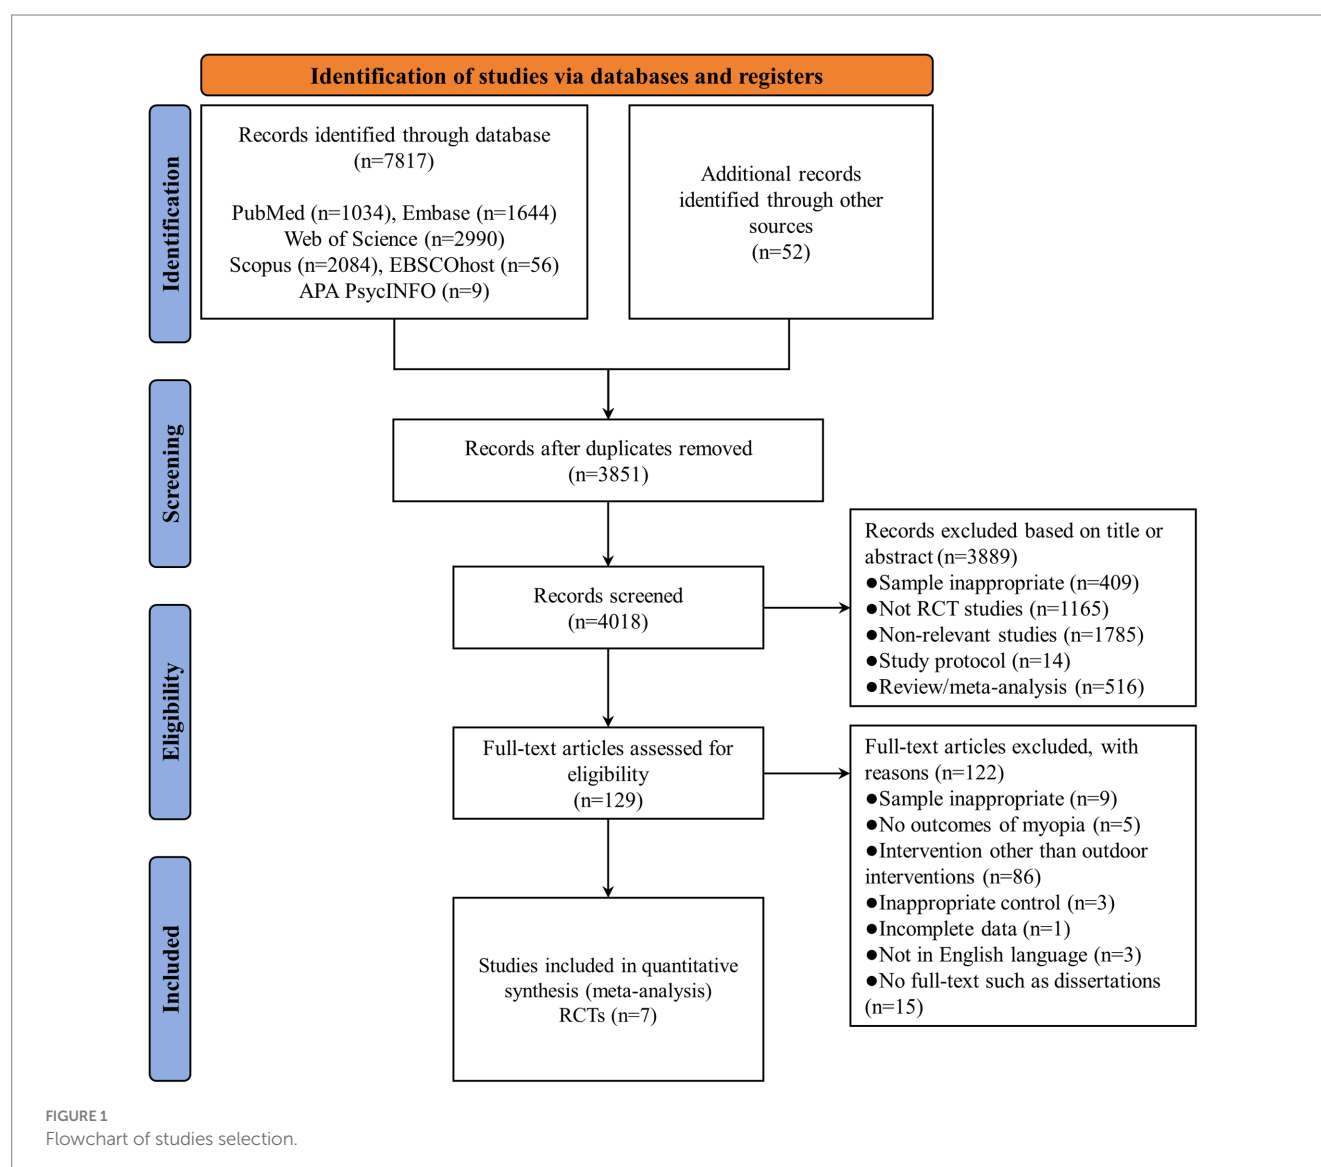 Identification of studies via databases and registers
Identification
Records identified through database
(n=7817)
PubMed (n=1034), Embase (n=1644)
Web of Science (n=2990)
Scopus (n=2084), EBSCOhost (n=56)
APA PsycINFO (n=9)
Additional records
identified through other
sources
(n=52)
Screening
Records after duplicates removed
(n=3851)
Records screened
(n=4018)
Records excluded based on title or
abstract (n=3889)
●Sample inappropriate (n=409)
●Not RCT studies (n=1165)
●Non-relevant studies (n=1785)
●Study protocol (n=14)
●Review/meta-analysis (n=516)
Eligibility
Full-text articles assessed for
eligibility
(n=129)
Full-text articles excluded, with
reasons (n=122)
●Sample inappropriate (n=9)
●No outcomes of myopia (n=5)
●Intervention other than outdoor
interventions (n=86)
●Inappropriate control (n=3)
●Incomplete data (n=1)
●Not in English language (n=3)
●No full-text such as dissertations
(n=15)
Included
Studies included in quantitative
synthesis (meta-analysis)
RCTs (n=7)
FIGURE 1
Flowchart of studies selection.